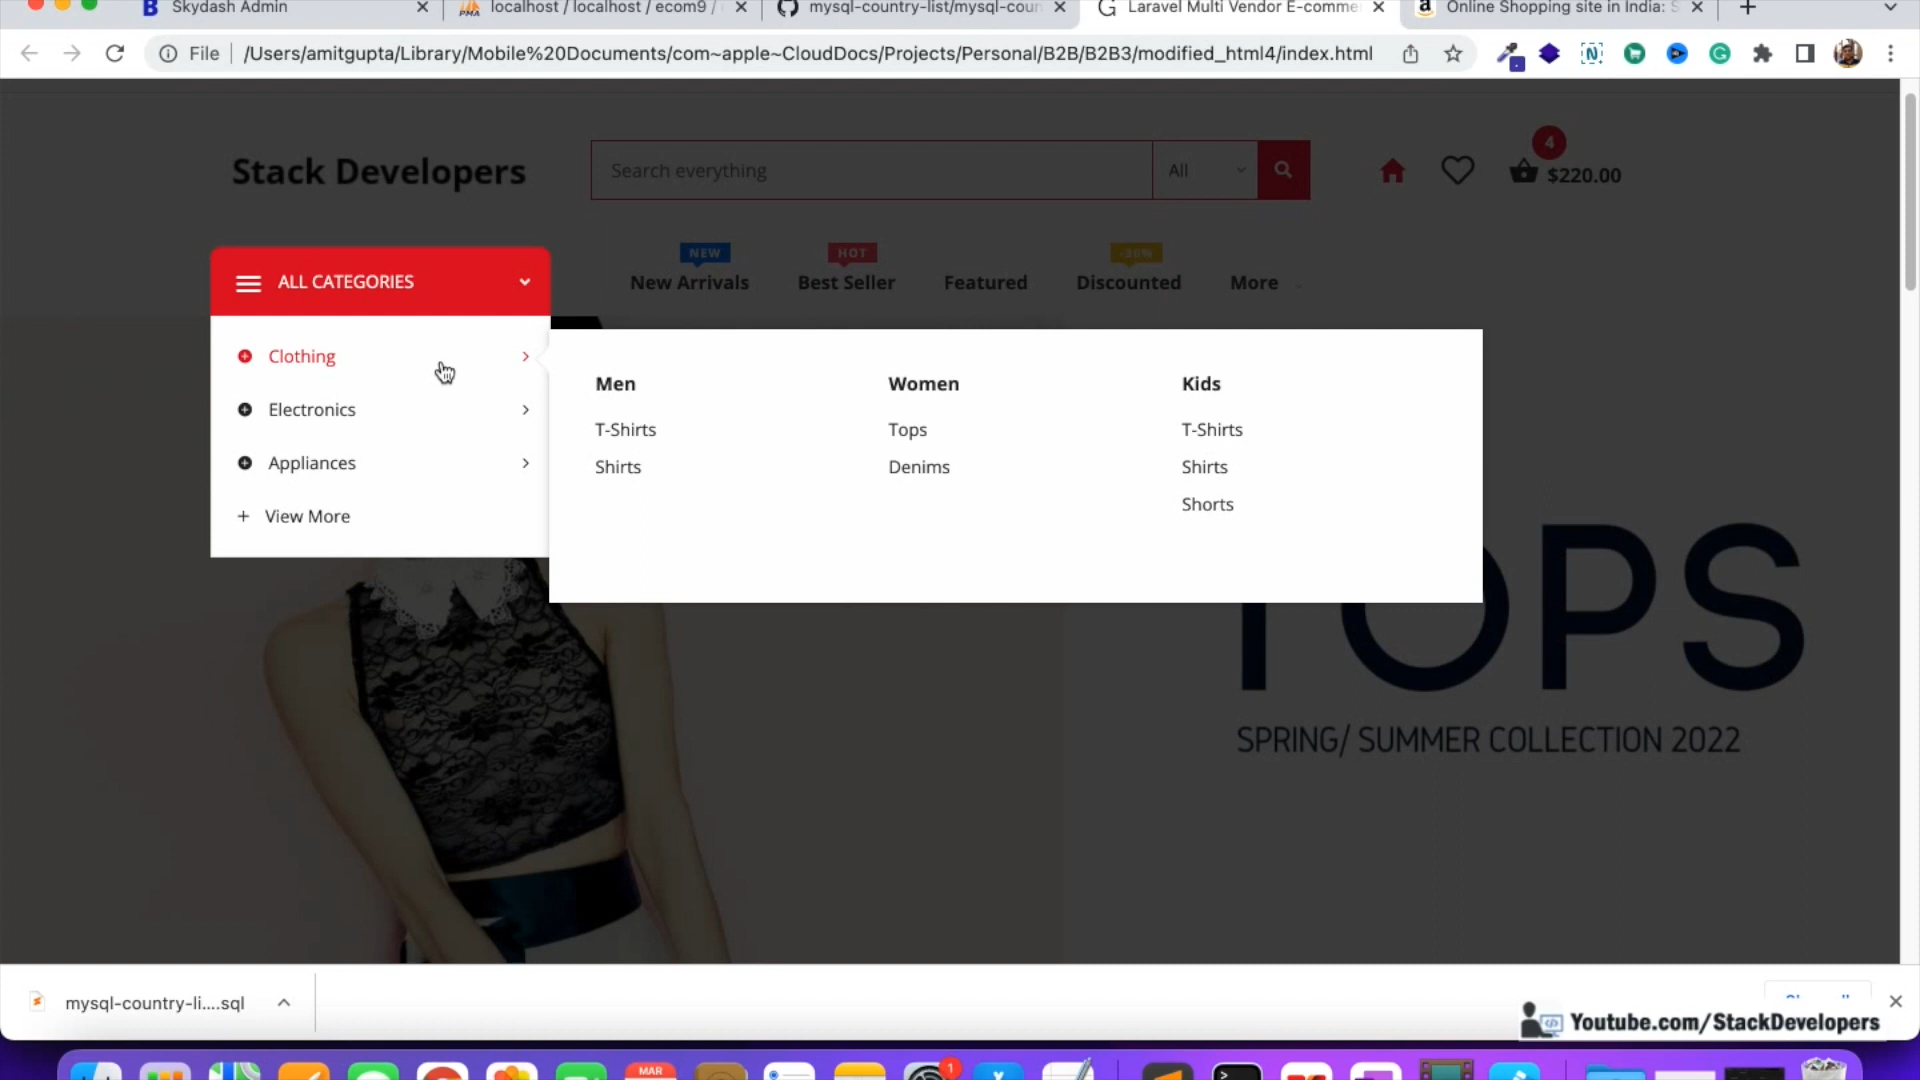 Skydash Admin
localhost / localhost / ecom9 /
mysql-country-list/mysql-coun
Laravel Multi Vendor E-comme
Online Shopping site in India: S
File
/Users/amitgupta/Library/Mobile%20Documents/com~apple~CloudDocs/Projects/Personal/B2B/B2B3/modified_html4/index.html
Stack Developers
Search everything
All
4
$220.00
NEW
HOT
-30%
ALL CATEGORIES
New Arrivals
Best Seller
Featured
Discounted
More
Clothing
Electronics
Appliances
+ View More
Men
T-Shirts
Shirts
Women
Tops
Denims
Kids
T-Shirts
Shirts
Shorts
TOPS
SPRING/ SUMMER COLLECTION 2022
mysql-country-li....sql
Youtube.com/StackDevelopers
MAR
1